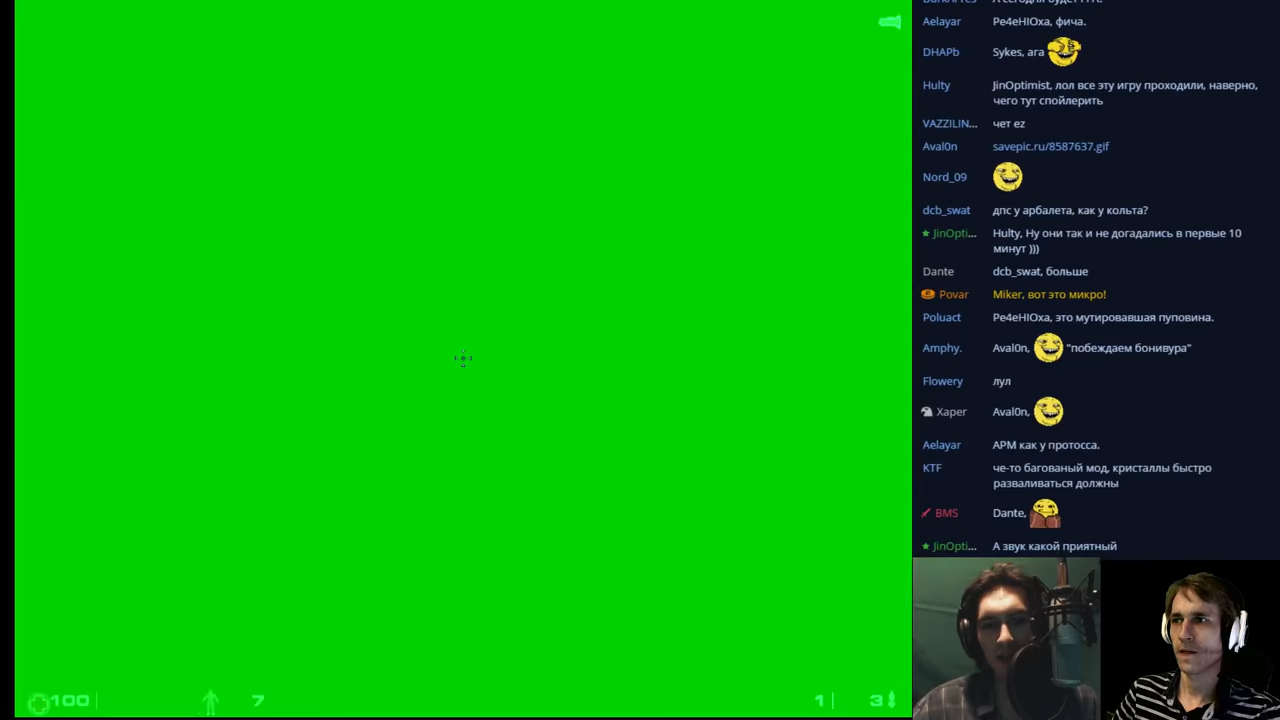 Aelayar Pe4eHIOxa, фича.
DHAPb Sykes, ага
Hulty JinOptimist, лол все эту игру проходили, наверно,
чего тут спойлерить
VAZZILIN... чет ez
Aval0n savepic.ru/8587637.gif
Nord_09
dcb_swat дпс у арбалета, как у кольта?
JinOpti... Hulty, Ну они так и не догадались в первые 10
минут )))
Dante dcb_swat, больше
Povar Miker, вот это микро!
Poluact Pe4eHIOxa, это мутировавшая пуповина.
Amphy. Aval0n, "побеждаем бонивура"
Flowery лул
Xaper Aval0n,
Aelayar АРМ как у протосса.
KTF че-то багованый мод, кристаллы быстро
разваливаться должны
BMS Dante,
JinOpti... А звук какой приятный
100 7 1 3